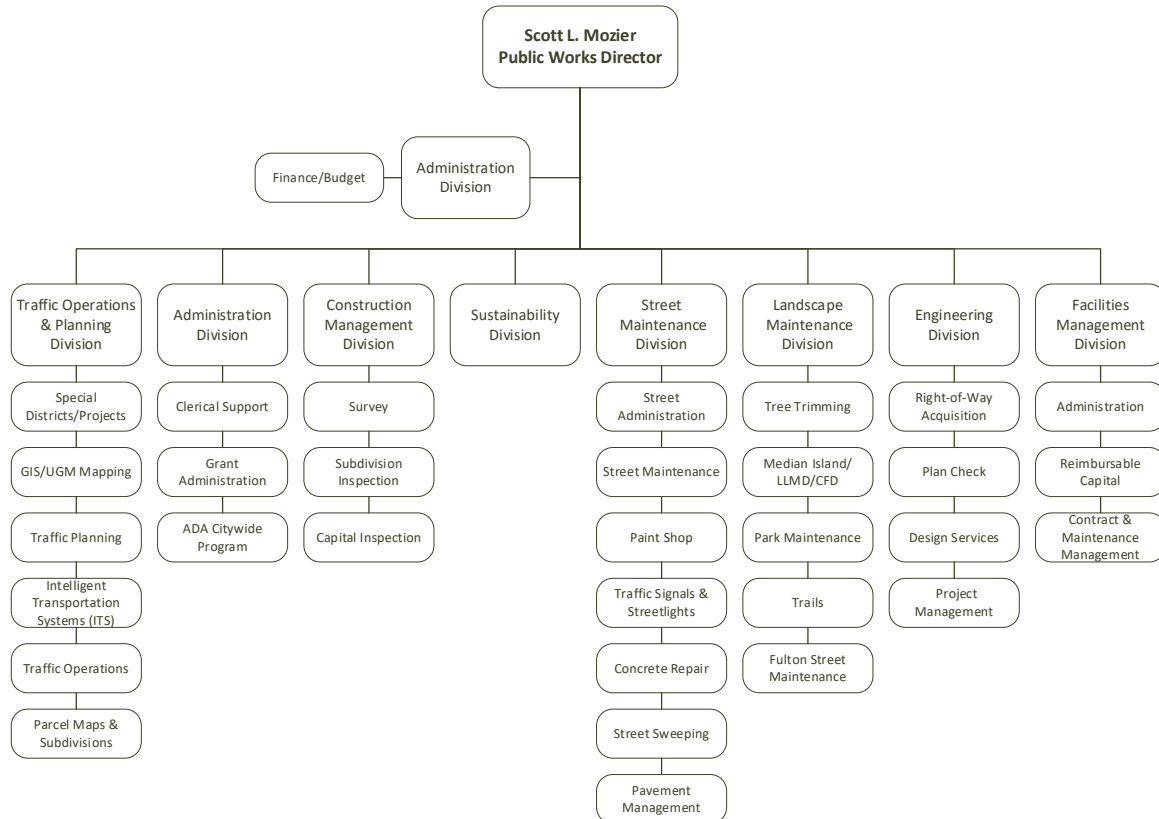 Scott L. Mozier
Public Works Director
Finance/Budget
Administration
Division
Traffic Operations
& Planning
Division
Special
Districts/Projects
GIS/UGM Mapping
Traffic Planning
Intelligent
Transportation
Systems (ITS)
Traffic Operations
Parcel Maps &
Subdivisions
Administration
Division
Clerical Support
Grant
Administration
ADA Citywide
Program
Construction
Management
Division
Survey
Subdivision
Inspection
Capital Inspection
Sustainability
Division
Street
Maintenance
Division
Street
Administration
Street Maintenance
Paint Shop
Traffic Signals &
Streetlights
Concrete Repair
Street Sweeping
Pavement
Management
Landscape
Maintenance
Division
Tree Trimming
Median Island/
LLMD/CFD
Park Maintenance
Trails
Fulton Street
Maintenance
Engineering
Division
Right-of-Way
Acquisition
Plan Check
Design Services
Project
Management
Facilities
Management
Division
Administration
Reimbursable
Capital
Contract &
Maintenance
Management